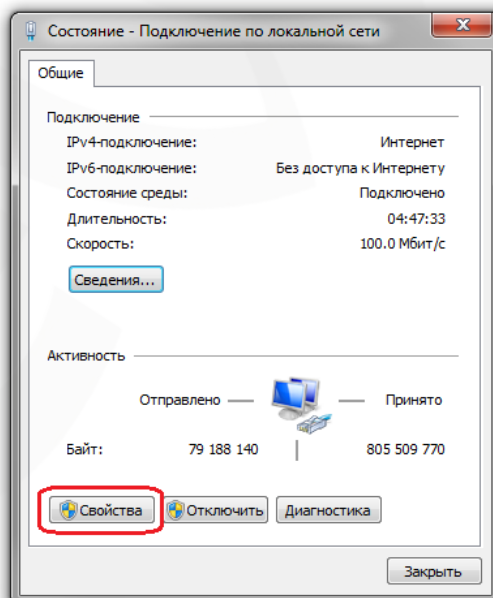 Состояние - Подключение по локальной сети
Общие
Подключение
IPv4-подключение: Интернет
IPv6-подключение: Без доступа к Интернету
Состояние среды: Подключено
Длительность: 04:47:33
Скорость: 100.0 Мбит/с
Сведения...
Активность
Отправлено — — Принято
Байт: 79 188 140 | 805 509 770
Свойства Отключить Диагностика
Закрыть